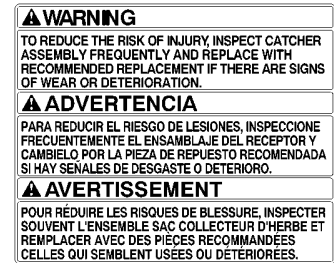 WARNING
TO REDUCE THE RISK OF INJURY, INSPECT CATCHER
ASSEMBLY FREQUENTLY AND REPLACE WITH
RECOMMENDED REPLACEMENT IF THERE ARE SIGNS
OF WEAR OR DETERIORATION.
ADVERTENCIA
PARA REDUCIR EL RIESGO DE LESIONES, INSPECCIONE
FRECUENTEMENTE EL ENSAMBLAJE DEL RECEPTOR Y
CAMBIELO POR LA PIEZA DE REPUESTO RECOMENDADA
SI HAY SEÑALES DE DESGASTE O DETERIORO.
AVERTISSEMENT
POUR RÉDUIRE LES RISQUES DE BLESSURE, INSPECTER
SOUVENT L'ENSEMBLE SAC COLLECTEUR D'HERBE ET
REMPLACER AVEC DES PIÈCES RECOMMANDÉES
CELLES QUI SEMBLENT USÉES OU DÉTÉRIORÉES.